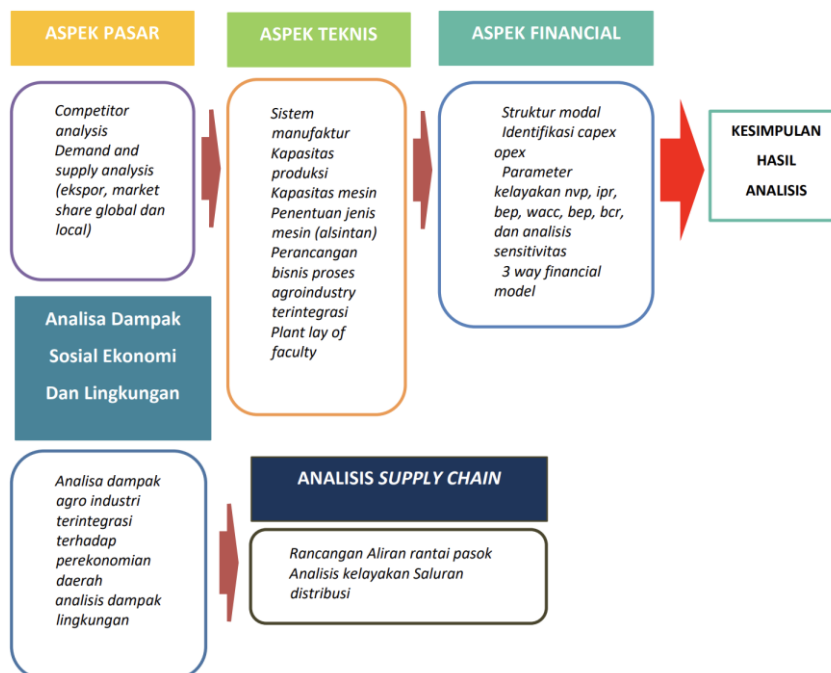 ASPEK PASAR
Competitor
analysis
Demand and
supply analysis
(ekspor, market
share global dan
local)
ASPEK TEKNIS
Sistem
manufaktur
Kapasitas
produksi
Kapasitas mesin
Penentuan jenis
mesin (alsintan)
Perancangan
bisnis proses
agroindustry
terintegrasi
Plant lay of
faculty
ASPEK FINANCIAL
Struktur modal
Identifikasi capex
opex
Parameter
kelayakan nvp, ipr,
bep, wacc, bep, bcr,
dan analisis
sensitivitas
3 way financial
model
KESIMPULAN
HASIL
ANALISIS
Analisa Dampak
Sosial Ekonomi
Dan Lingkungan
Analisa dampak
agro industri
terintegrasi
terhadap
perekonomian
daerah
analisis dampak
lingkungan
ANALISIS SUPPLY CHAIN
Rancangan Aliran rantai pasok
Analisis kelayakan Saluran
distribusi